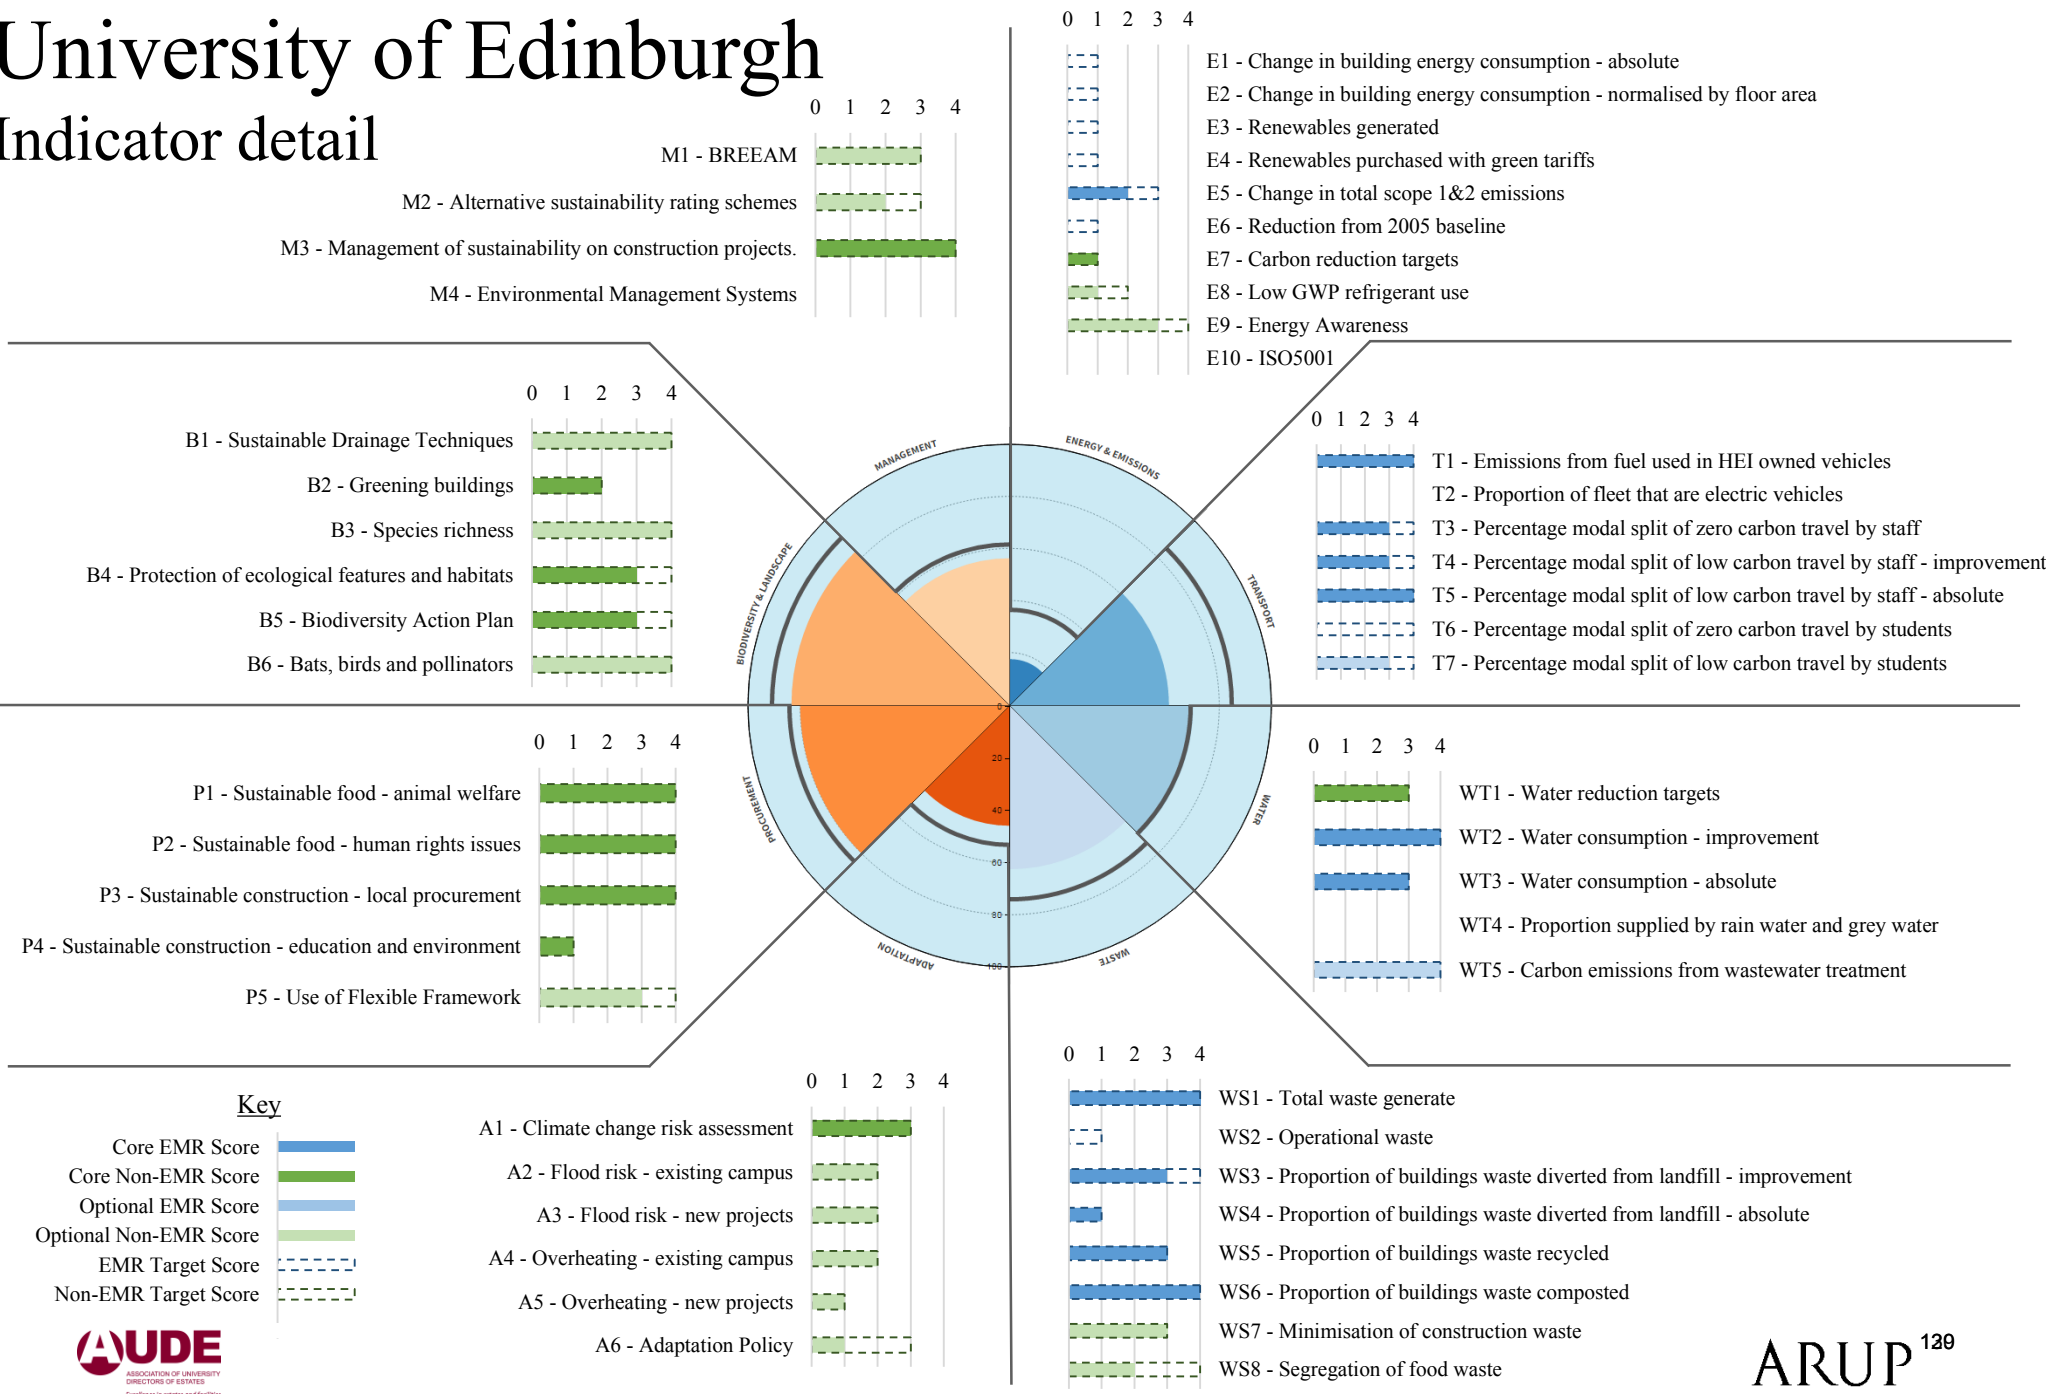 University of Edinburgh
Indicator detail
0 1 2 3 4
M1 - BREEAM
M2 - Alternative sustainability rating schemes
M3 - Management of sustainability on construction projects.
M4 - Environmental Management Systems
0 1 2 3 4
E1 - Change in building energy consumption - absolute
E2 - Change in building energy consumption - normalised by floor area
E3 - Renewables generated
E4 - Renewables purchased with green tariffs
E5 - Change in total scope 1&2 emissions
E6 - Reduction from 2005 baseline
E7 - Carbon reduction targets
E8 - Low GWP refrigerant use
E9 - Energy Awareness
E10 - ISO5001
0 1 2 3 4
B1 - Sustainable Drainage Techniques
B2 - Greening buildings
B3 - Species richness
B4 - Protection of ecological features and habitats
B5 - Biodiversity Action Plan
B6 - Bats, birds and pollinators
0 1 2 3 4
T1 - Emissions from fuel used in HEI owned vehicles
T2 - Proportion of fleet that are electric vehicles
T3 - Percentage modal split of zero carbon travel by staff
T4 - Percentage modal split of low carbon travel by staff - improvement
T5 - Percentage modal split of low carbon travel by staff - absolute
T6 - Percentage modal split of zero carbon travel by students
T7 - Percentage modal split of low carbon travel by students
MANAGEMENT
ENERGY & EMISSIONS
BIODIVERSITY & LANDSCAPE
TRANSPORT
PROCUREMENT
WATER
ADAPTATION
WASTE
0
20
40
60
80
100
0 1 2 3 4
P1 - Sustainable food - animal welfare
P2 - Sustainable food - human rights issues
P3 - Sustainable construction - local procurement
P4 - Sustainable construction - education and environment
P5 - Use of Flexible Framework
0 1 2 3 4
WT1 - Water reduction targets
WT2 - Water consumption - improvement
WT3 - Water consumption - absolute
WT4 - Proportion supplied by rain water and grey water
WT5 - Carbon emissions from wastewater treatment
Key
Core EMR Score
Core Non-EMR Score
Optional EMR Score
Optional Non-EMR Score
EMR Target Score
Non-EMR Target Score
0 1 2 3 4
A1 - Climate change risk assessment
A2 - Flood risk - existing campus
A3 - Flood risk - new projects
A4 - Overheating - existing campus
A5 - Overheating - new projects
A6 - Adaptation Policy
0 1 2 3 4
WS1 - Total waste generate
WS2 - Operational waste
WS3 - Proportion of buildings waste diverted from landfill - improvement
WS4 - Proportion of buildings waste diverted from landfill - absolute
WS5 - Proportion of buildings waste recycled
WS6 - Proportion of buildings waste composted
WS7 - Minimisation of construction waste
WS8 - Segregation of food waste
AUDE
ASSOCIATION OF UNIVERSITY
DIRECTORS OF ESTATES
ARUP